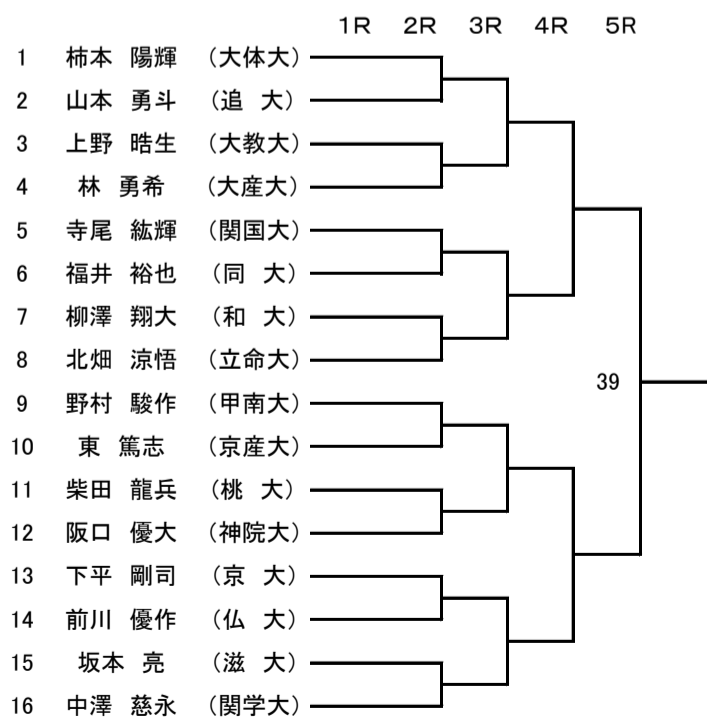 1R 2R 3R 4R 5R
1 柿本 陽輝 (大体大)
2 山本 勇斗 (追 大)
3 上野 晧生 (大教大)
4 林 勇希 (大産大)
5 寺尾 紘輝 (関国大)
6 福井 裕也 (同 大)
7 柳澤 翔大 (和 大)
8 北畑 涼悟 (立命大)
39
9 野村 駿作 (甲南大)
10 東 篤志 (京産大)
11 柴田 龍兵 (桃 大)
12 阪口 優大 (神院大)
13 下平 剛司 (京 大)
14 前川 優作 (仏 大)
15 坂本 亮 (滋 大)
16 中澤 慈永 (関学大)